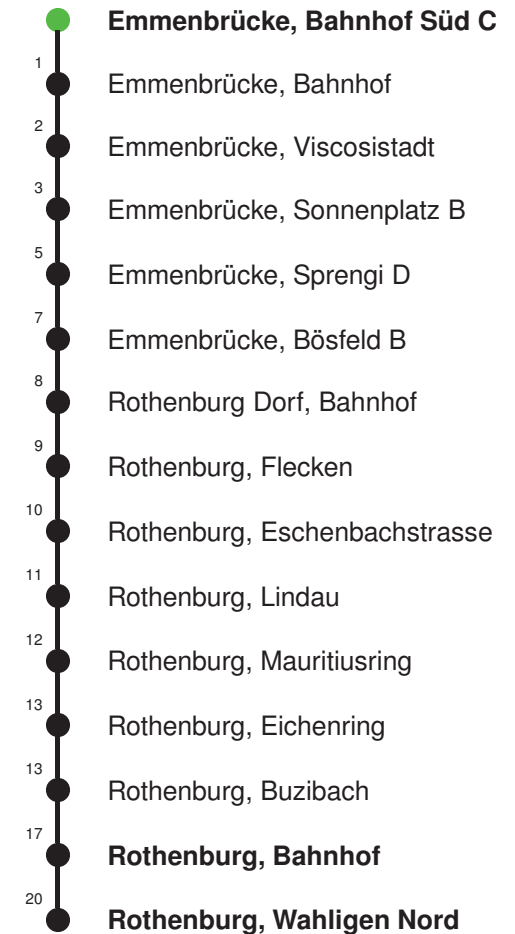 Emmenbrücke, Bahnhof Süd C
1
Emmenbrücke, Bahnhof
2
Emmenbrücke, Viscosistadt
3
Emmenbrücke, Sonnenplatz B
5
Emmenbrücke, Sprengi D
7
Emmenbrücke, Bösfeld B
8
Rothenburg Dorf, Bahnhof
9
Rothenburg, Flecken
10
Rothenburg, Eschenbachstrasse
11
Rothenburg, Lindau
12
Rothenburg, Mauritiusring
13
Rothenburg, Eichenring
13
Rothenburg, Buzibach
17
Rothenburg, Bahnhof
20
Rothenburg, Wahligen Nord